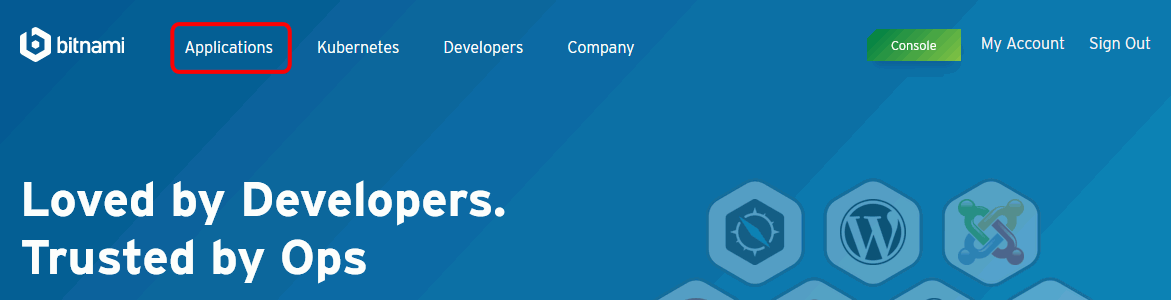 bitnami
Applications Kubernetes Developers Company
Console My Account Sign Out
Loved by Developers.
Trusted by Ops